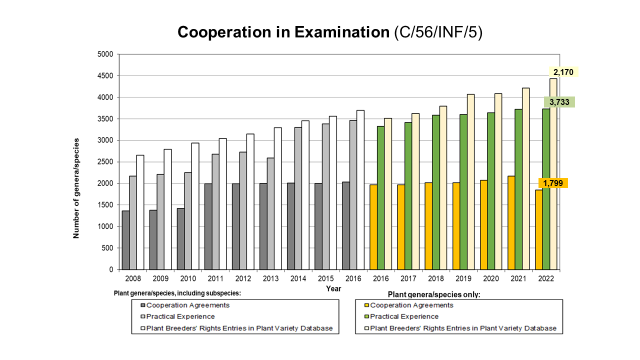 Cooperation in Examination (C/56/INF/5)
5000
4500
4000
3500
3000
2500
2000
1500
1000
500
0
Number of genera/species
2,170
3,733
1,799
2008 2009 2010 2011 2012 2013 2014 2015 2016 2016 2017 2018 2019 2020 2021 2022
Year
Plant genera/species, including subspecies:
Cooperation Agreements
Practical Experience
Plant Breeders' Rights Entries in Plant Variety Database
Plant genera/species only:
Cooperation Agreements
Practical Experience
Plant Breeders' Rights Entries in Plant Variety Database